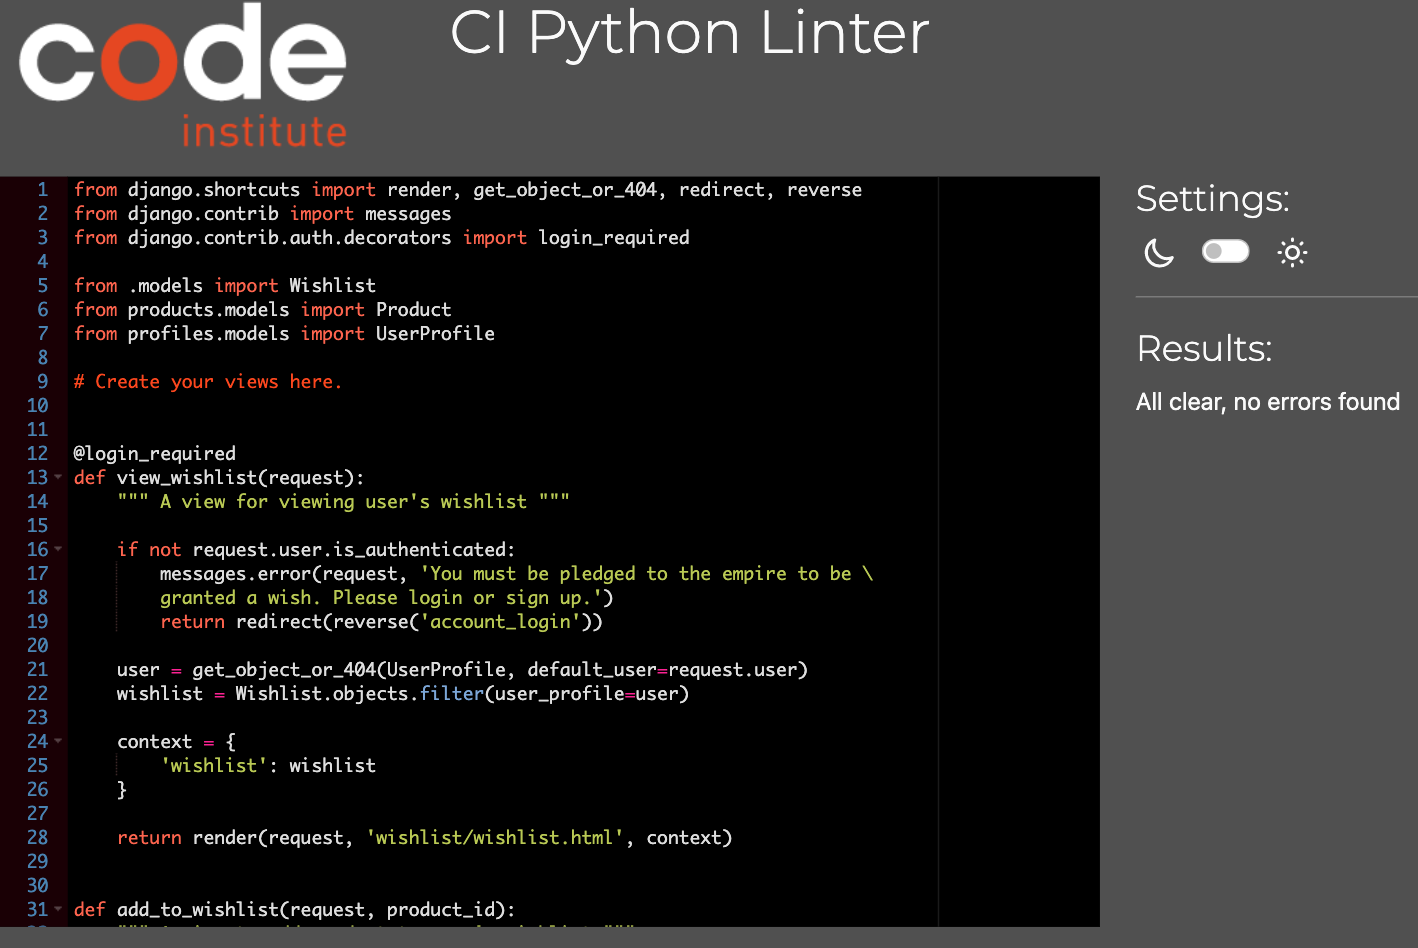 code
institute
CI Python Linter
1 from django.shortcuts import render, get_object_or_404, redirect, reverse
2 from django.contrib import messages
3 from django.contrib.auth.decorators import login_required
4
5 from .models import Wishlist
6 from products.models import Product
7 from profiles.models import UserProfile
8
9 # Create your views here.
10
11
12 @login_required
13 def view_wishlist(request):
14     """ A view for viewing user's wishlist """
15
16     if not request.user.is_authenticated:
17         messages.error(request, 'You must be pledged to the empire to be \
18         granted a wish. Please login or sign up.')
19         return redirect(reverse('account_login'))
20
21     user = get_object_or_404(UserProfile, default_user=request.user)
22     wishlist = Wishlist.objects.filter(user_profile=user)
23
24     context = {
25         'wishlist': wishlist
26     }
27
28     return render(request, 'wishlist/wishlist.html', context)
29
30
31 def add_to_wishlist(request, product_id):
Settings:
Results:
All clear, no errors found